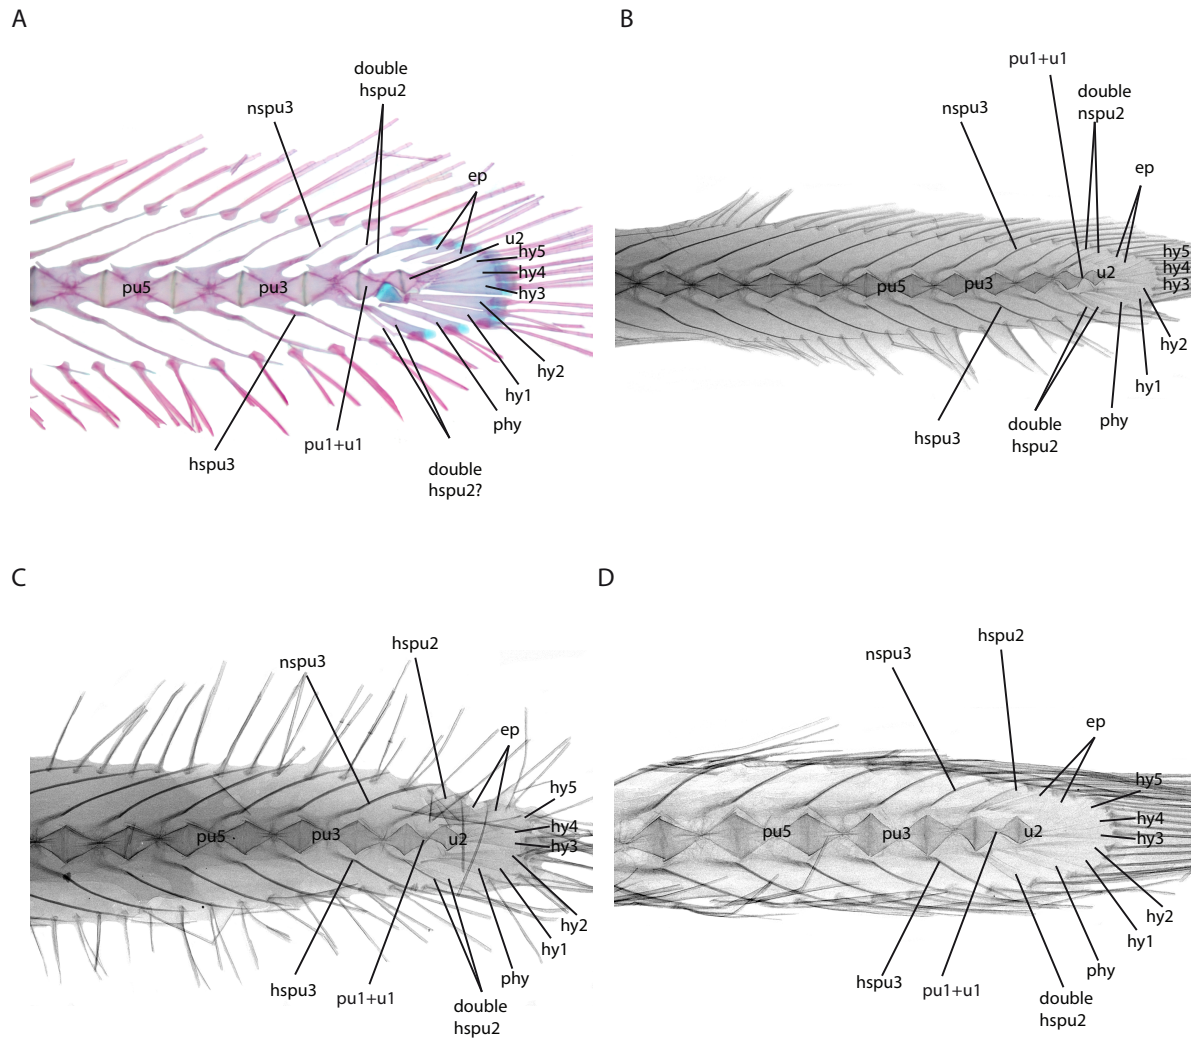 A
double
hspu2
nspu3
ep
u2
hy5
hy4
hy3
pu5
pu3
hy2
hy1
phy
pu1+u1
hspu3
double
hspu2?
B
pu1+u1
double
nspu2
nspu3
ep
hy5
u2
hy4
hy3
pu5
pu3
hy2
hy1
phy
double
hspu2
hspu3
C
hspu2
nspu3
ep
hy5
hy4
pu5
pu3
u2
hy3
hy2
hy1
phy
hspu3
pu1+u1
double
hspu2
D
hspu2
nspu3
ep
hy5
hy4
pu5
pu3
u2
hy3
hy2
hy1
phy
hspu3
pu1+u1
double
hspu2